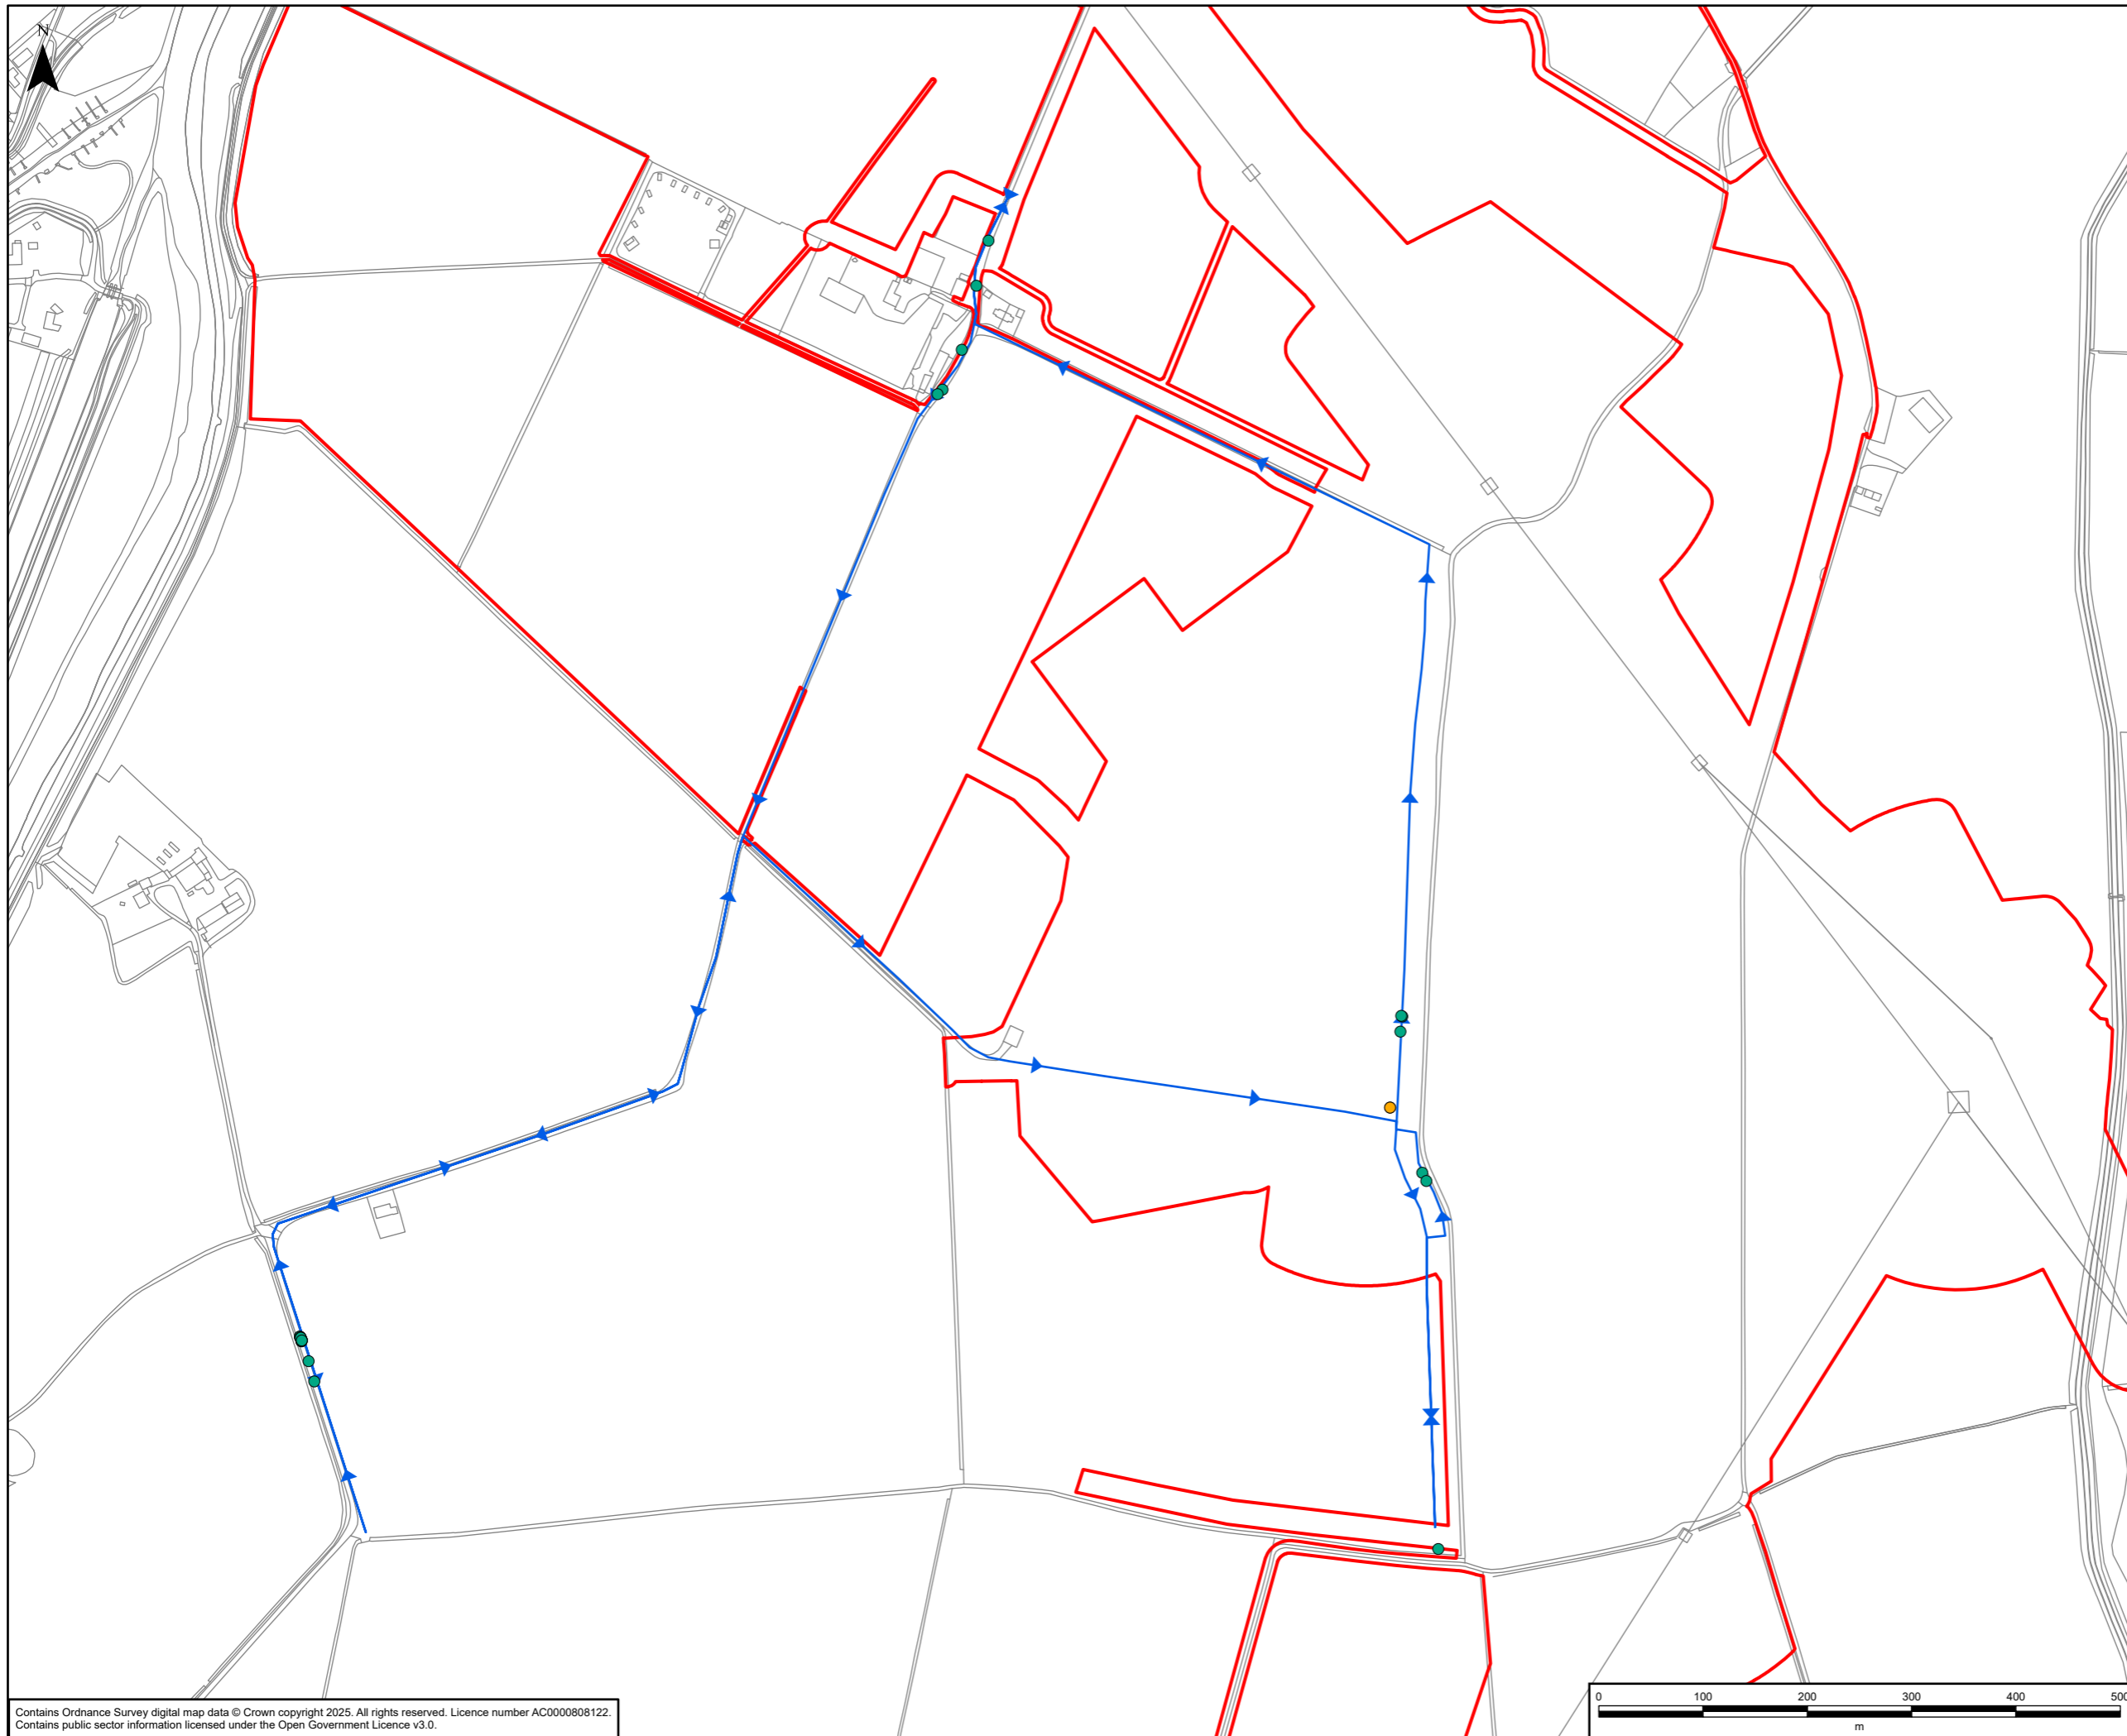 N
Contains Ordnance Survey digital map data © Crown copyright 2025. All rights reserved. Licence number AC0000808122.
Contains public sector information licensed under the Open Government Licence v3.0.
0 100 200 300 400 500
m